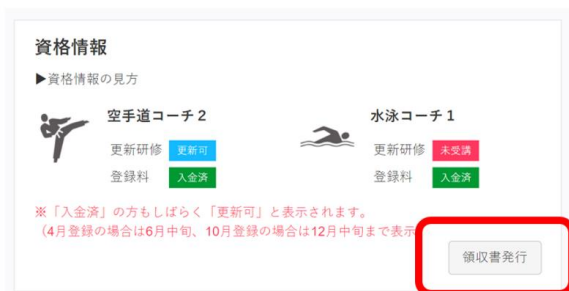 資格情報
▶資格情報の見方
空手道コーチ2
更新研修 更新可
登録料 入金済
水泳コーチ1
更新研修 未受講
登録料 入金済
※「入金済」の方もしばらく「更新可」と表示されます。
（4月登録の場合は6月中旬、10月登録の場合は12月中旬まで表示
領収書発行